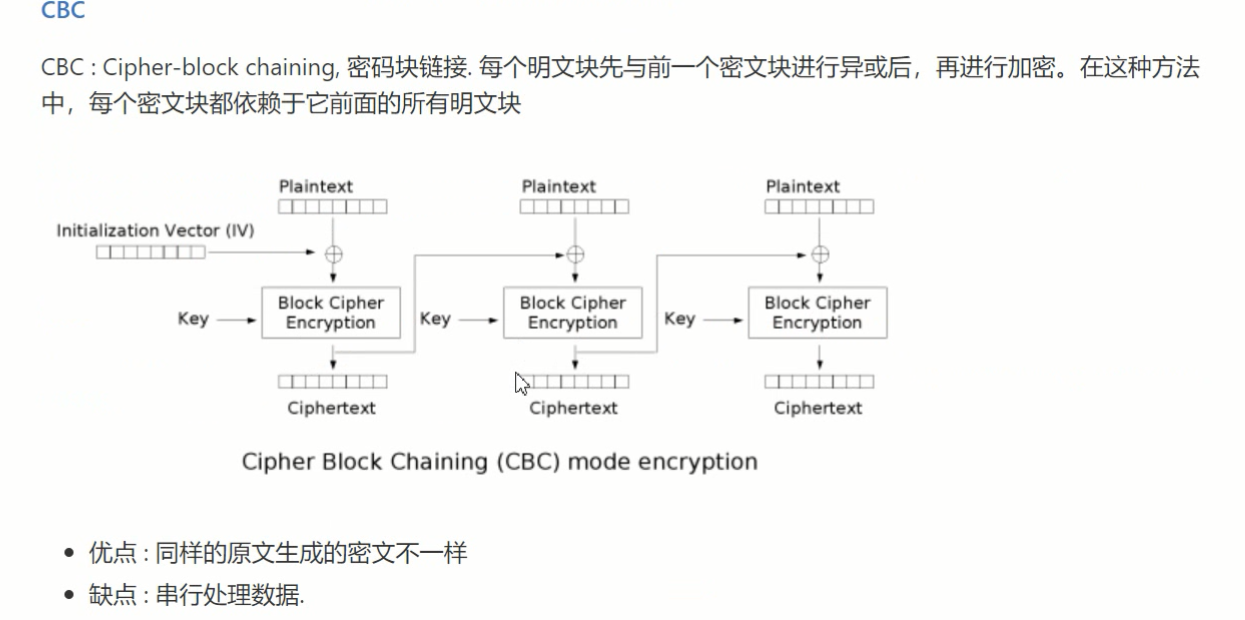 CBC
CBC : Cipher-block chaining, 密码块链接. 每个明文块先与前一个密文块进行异或后，再进行加密。在这种方法
中，每个密文块都依赖于它前面的所有明文块
Plaintext Plaintext Plaintext
Initialization Vector (IV)
Block Cipher Block Cipher Block Cipher
Key Encryption Key Encryption Key Encryption
Ciphertext Ciphertext Ciphertext
Cipher Block Chaining (CBC) mode encryption
• 优点 : 同样的原文生成的密文不一样
• 缺点 : 串行处理数据.